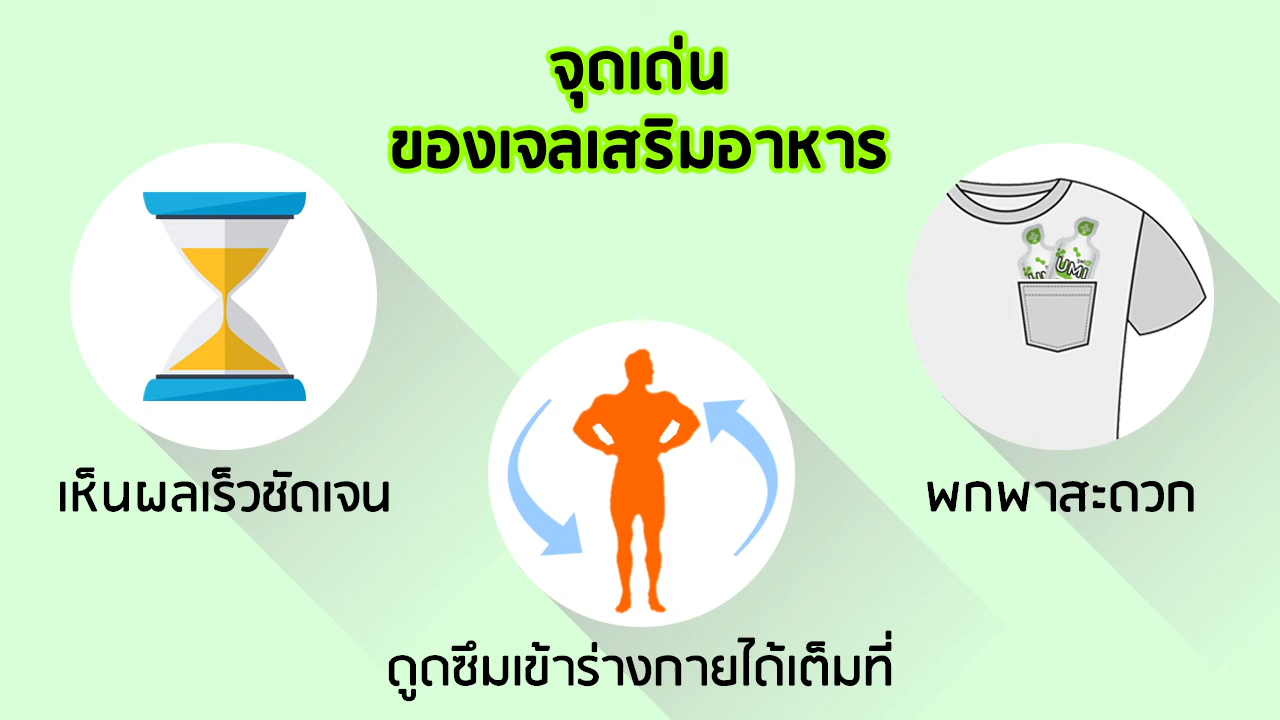 จุดเด่น
ของเจลเสริมอาหาร
UMI
เห็นผลเร็วชัดเจน
พกพาสะดวก
ดูดซึมเข้าร่างกายได้เต็มที่